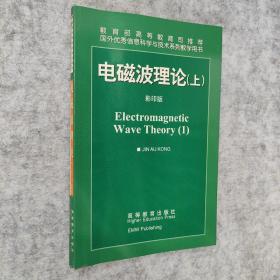 教育部高等教育司推荐
国外优秀信息科学与技术系列教学用书
电磁波理论(上)
影印版
Electromagnetic
Wave Theory (I)
■ JIN AU KONG
高等教育出版社
Higher Education Press
EMW Publishing